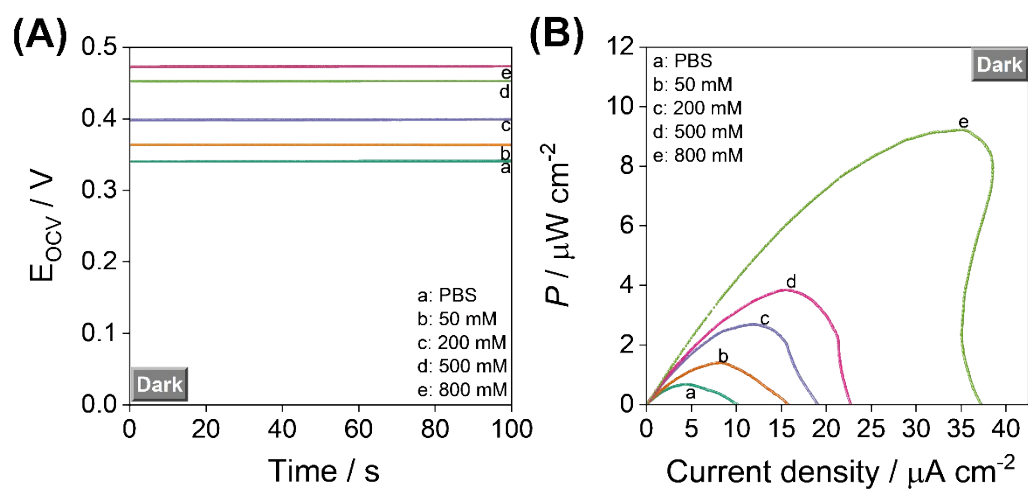 (A)
0.5
0.4
0.3
0.2
0.1
0.0
E_OCV / V
e
d
c
b
a
a: PBS
b: 50 mM
c: 200 mM
d: 500 mM
e: 800 mM
Dark
0 20 40 60 80 100
Time / s
(B)
12
10
8
6
4
2
0
P / μW cm⁻²
a: PBS
b: 50 mM
c: 200 mM
d: 500 mM
e: 800 mM
Dark
e
d
c
b
a
0 5 10 15 20 25 30 35 40
Current density / μA cm⁻²